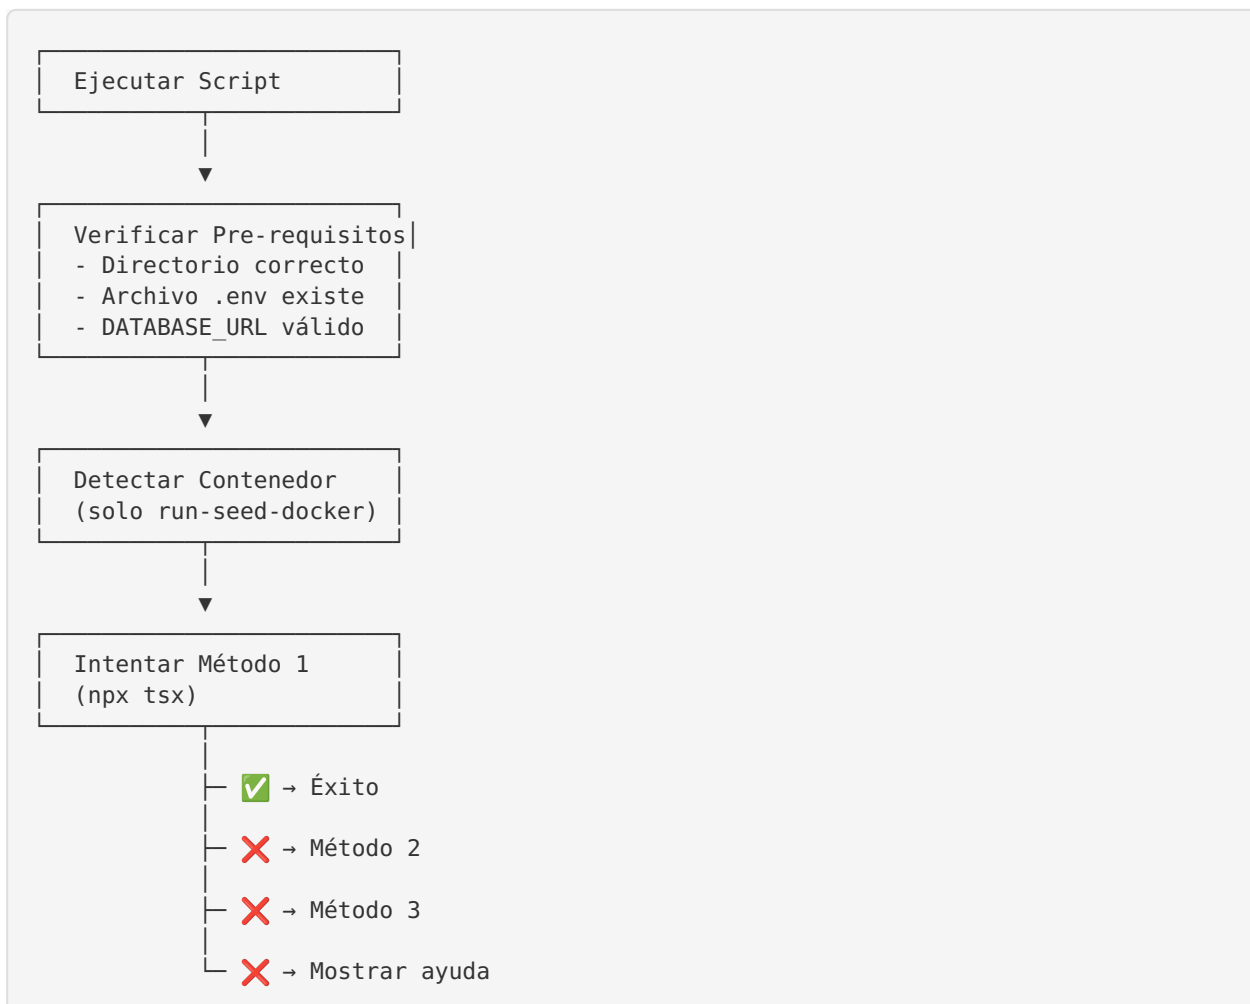 Ejecutar Script
Verificar Pre-requisitos
- Directorio correcto
- Archivo .env existe
- DATABASE_URL válido
Detectar Contenedor
(solo run-seed-docker)
Intentar Método 1
(npx tsx)
✅ → Éxito
❌ → Método 2
❌ → Método 3
❌ → Mostrar ayuda